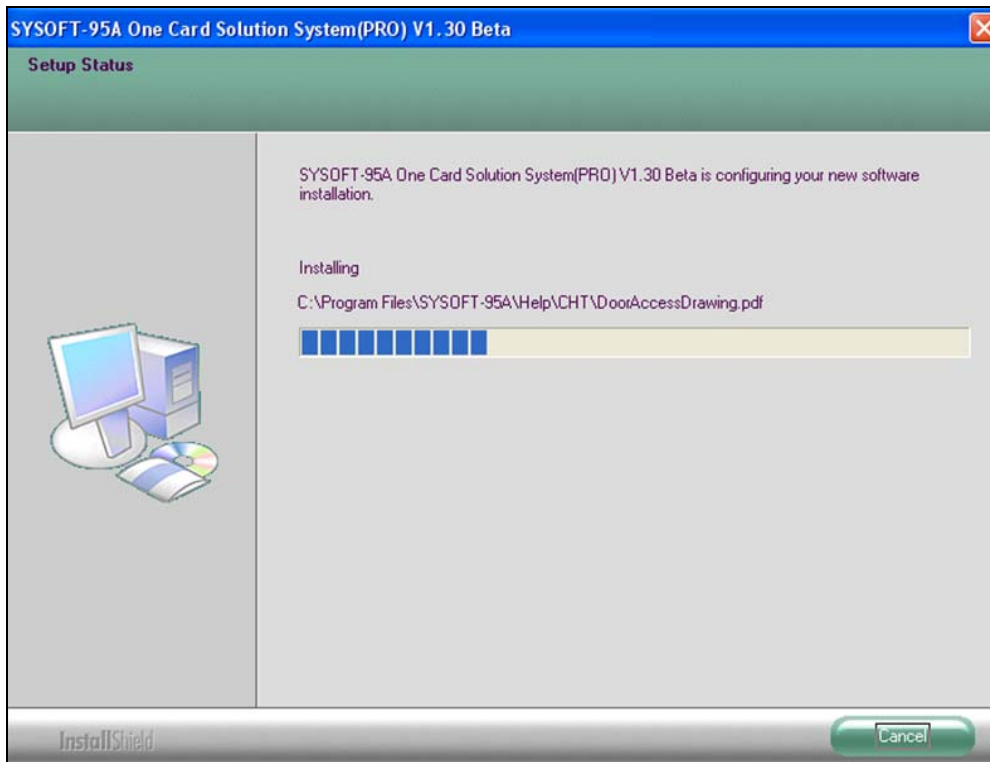 SYSOFT-95A One Card Solution System(PRO) V1.30 Beta
Setup Status
SYSOFT-95A One Card Solution System(PRO) V1.30 Beta is configuring your new software
installation.
Installing
C:\Program Files\SYSOFT-95A\Help\CHT\DoorAccessDrawing.pdf
InstallShield
Cancel